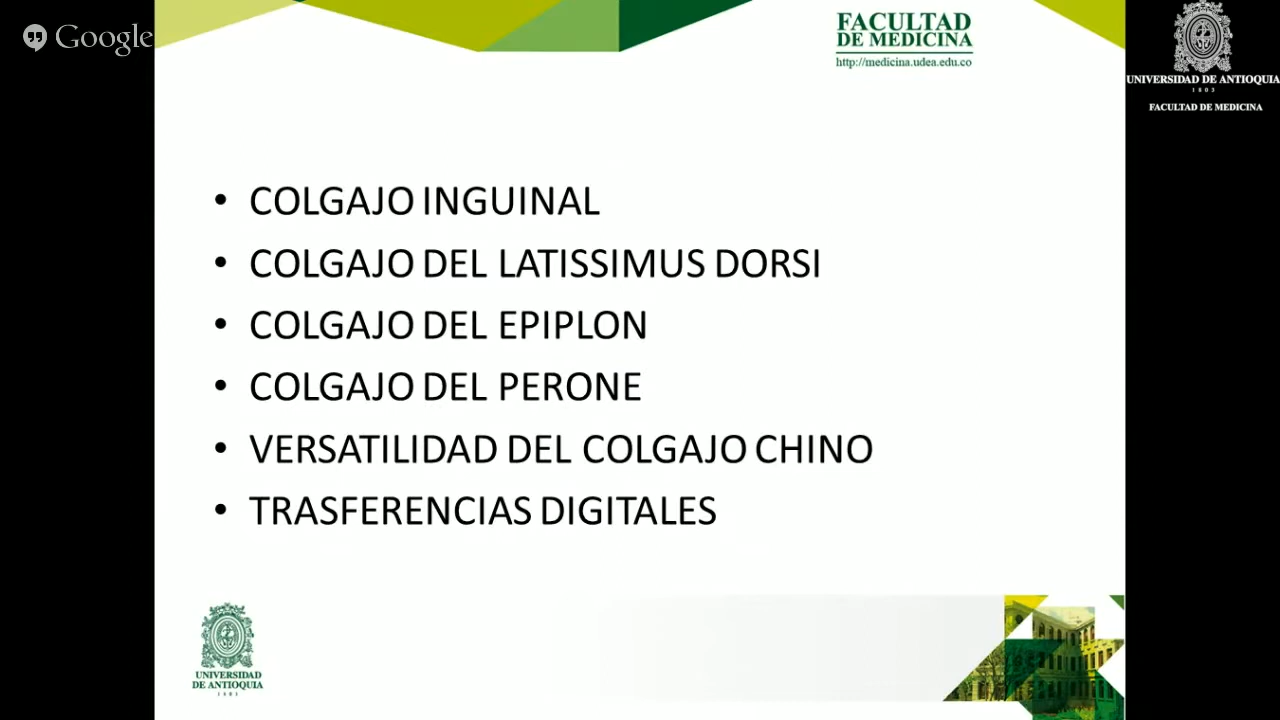 Google
FACULTAD
DE MEDICINA
http://medicina.udea.edu.co
UNIVERSIDAD DE ANTIOQUIA
1803
FACULTAD DE MEDICINA
• COLGAJO INGUINAL
• COLGAJO DEL LATISSIMUS DORSI
• COLGAJO DEL EPIPLON
• COLGAJO DEL PERONE
• VERSATILIDAD DEL COLGAJO CHINO
• TRASFERENCIAS DIGITALES
UNIVERSIDAD
DE ANTIOQUIA
1803